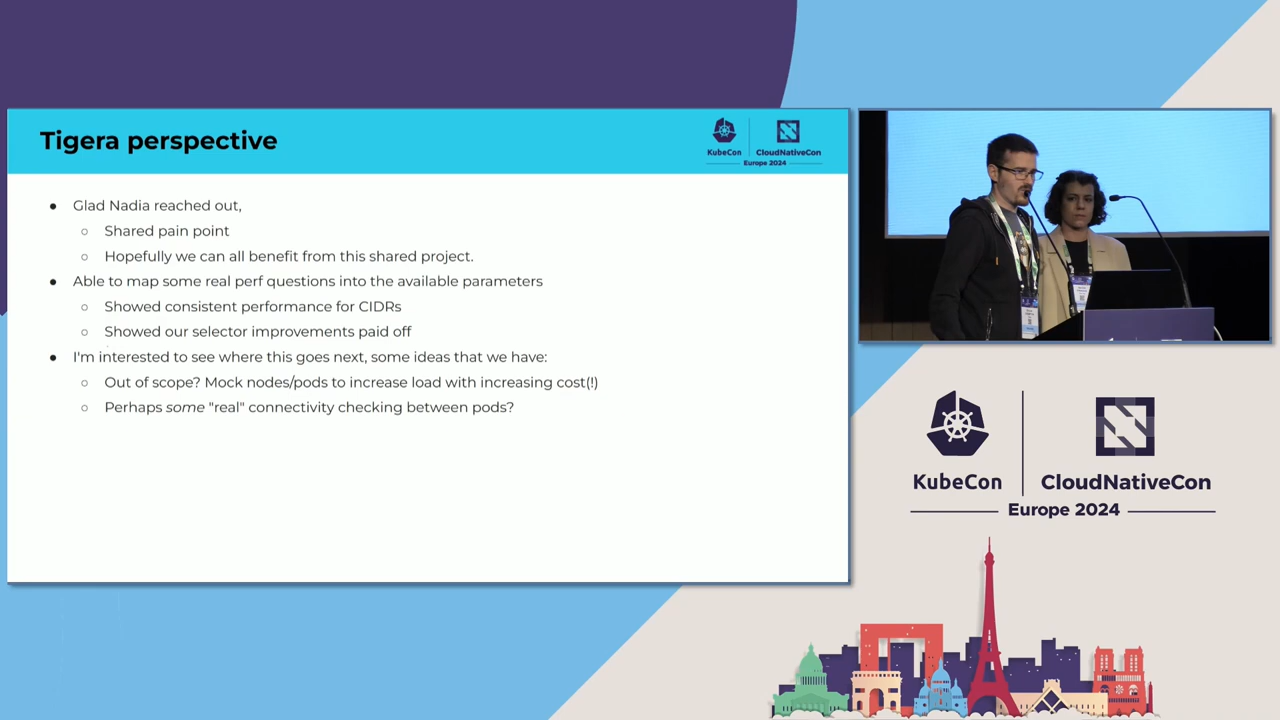 Tigera perspective
KubeCon
CloudNativeCon
Europe 2024
● Glad Nadia reached out,
○ Shared pain point
○ Hopefully we can all benefit from this shared project.
● Able to map some real perf questions into the available parameters
○ Showed consistent performance for CIDRs
○ Showed our selector improvements paid off
● I'm interested to see where this goes next, some ideas that we have:
○ Out of scope? Mock nodes/pods to increase load with increasing cost(!)
○ Perhaps some "real" connectivity checking between pods?
KubeCon
CloudNativeCon
Europe 2024